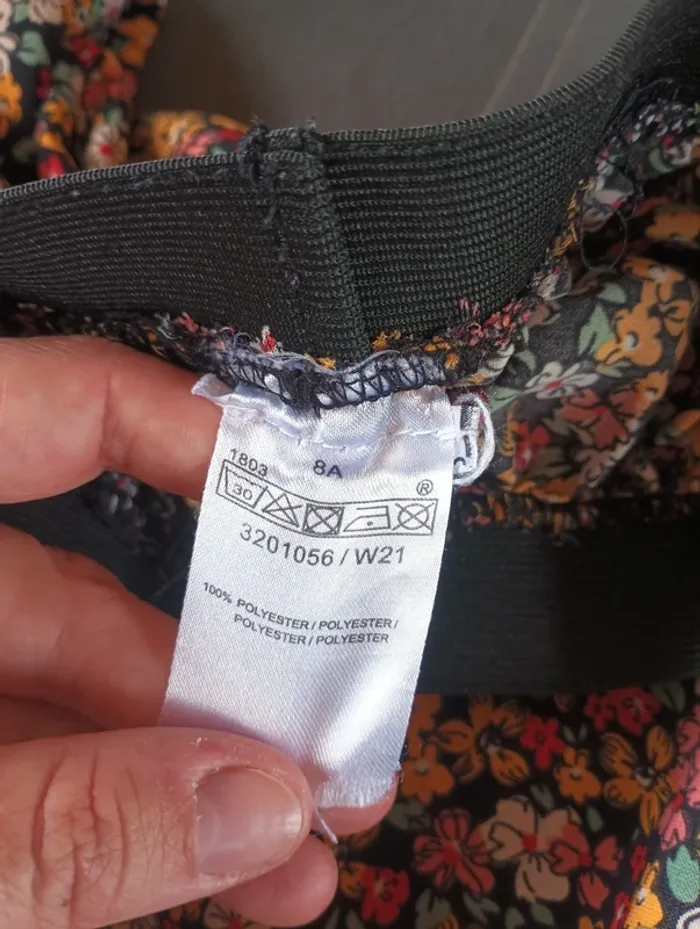 1803 8A
30
®
3201056 / W21
100% POLYESTER / POLYESTER /
POLYESTER / POLYESTER